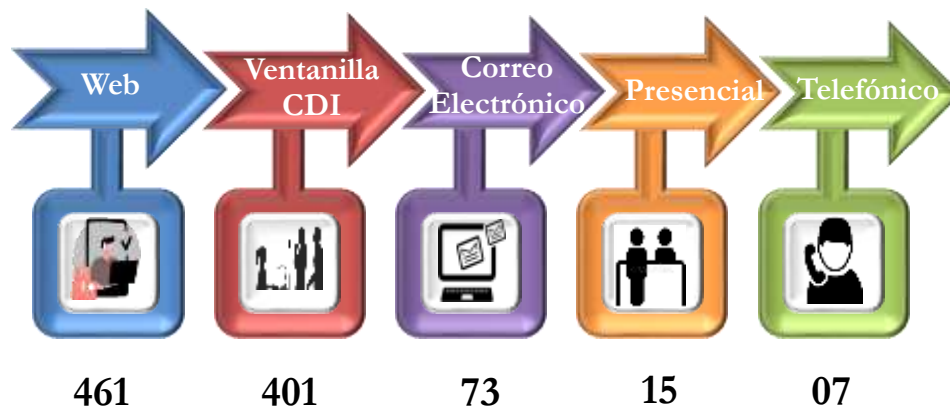 Web
Ventanilla
CDI
Correo
Electrónico
Presencial
Telefónico
461
401
73
15
07